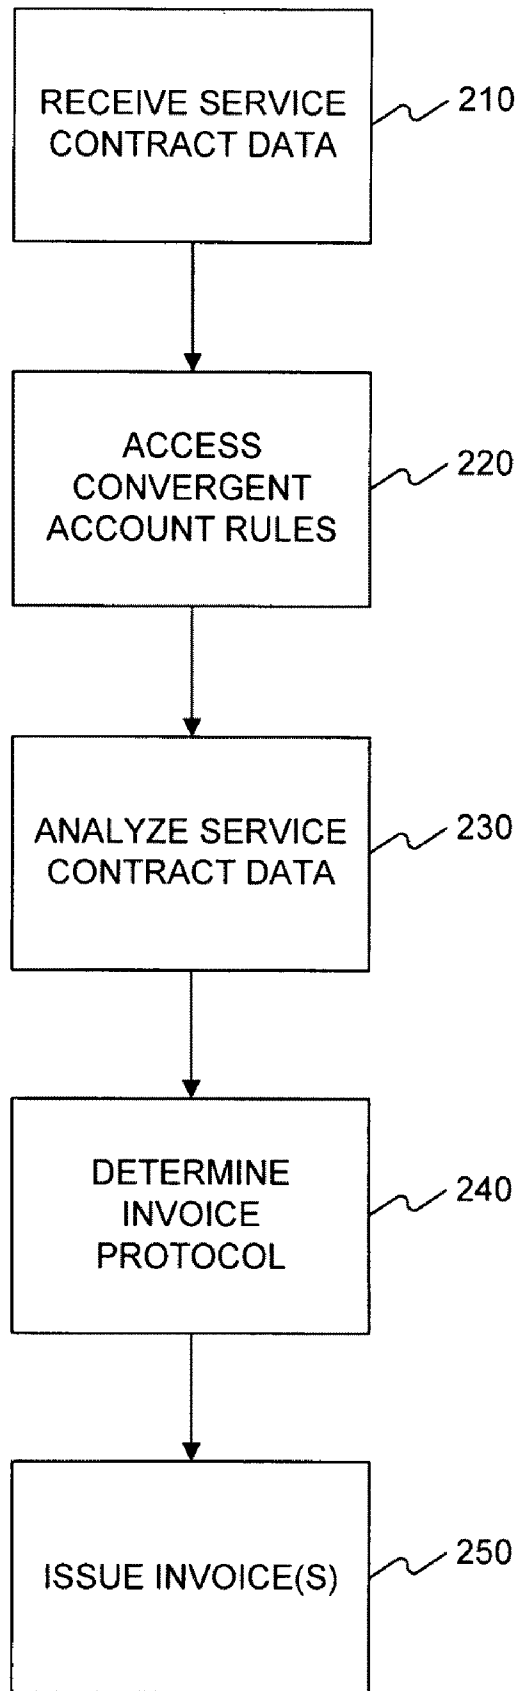 RECEIVE SERVICE
CONTRACT DATA
210
ACCESS
CONVERGENT
ACCOUNT RULES
220
ANALYZE SERVICE
CONTRACT DATA
230
DETERMINE
INVOICE
PROTOCOL
240
ISSUE INVOICE(S)
250